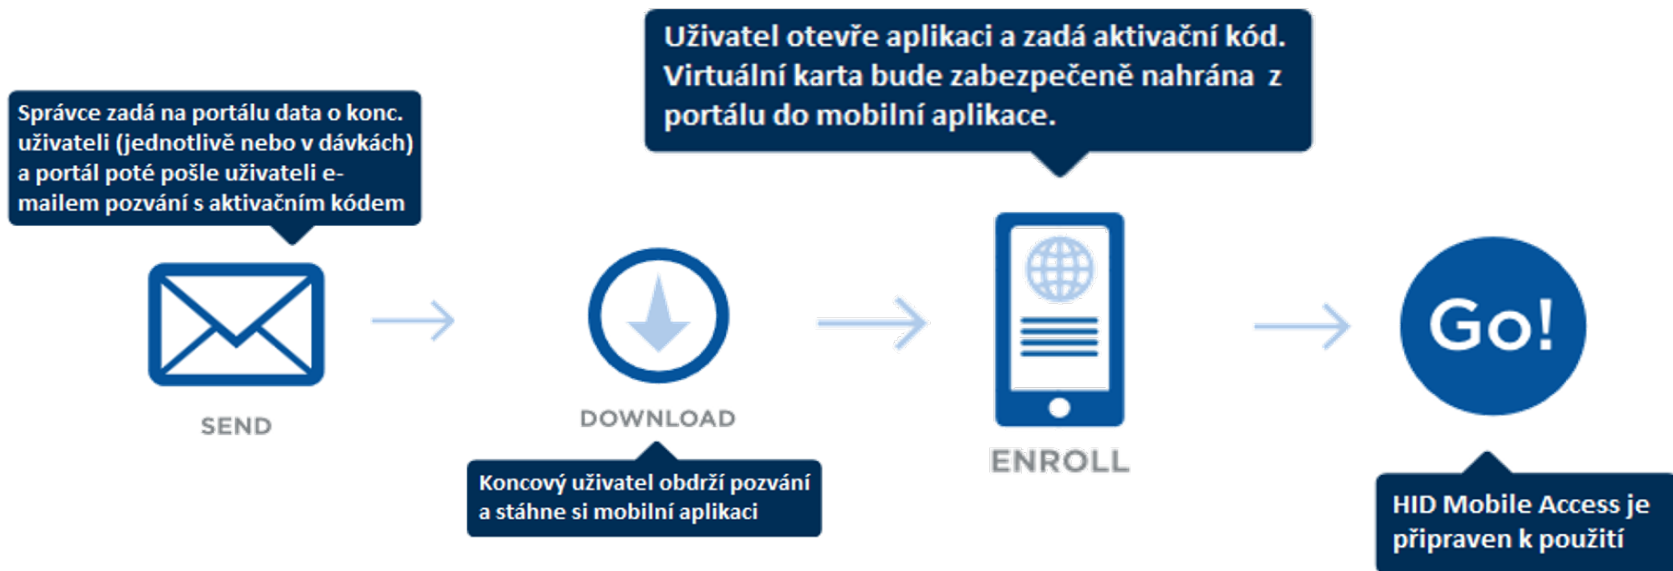 Správce zadá na portálu data o konc.
uživateli (jednotlivě nebo v dávkách)
a portál poté pošle uživateli e-
mailem pozvání s aktivačním kódem
SEND
DOWNLOAD
Koncový uživatel obdrží pozvání
a stáhne si mobilní aplikaci
Uživatel otevře aplikaci a zadá aktivační kód.
Virtuální karta bude zabezpečeně nahrána z
portálu do mobilní aplikace.
ENROLL
Go!
HID Mobile Access je
připraven k použití